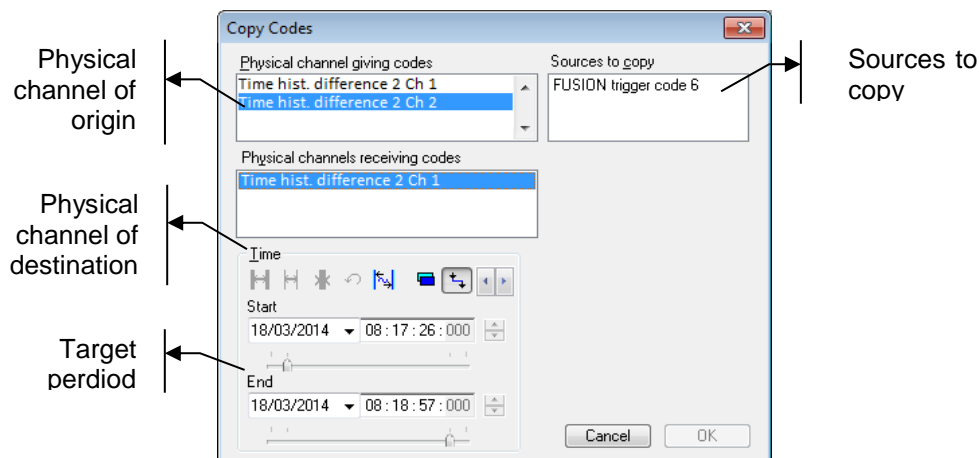 Copy Codes
Physical
channel of
origin
Physical channel giving codes
Time hist. difference 2 Ch 1
Time hist. difference 2 Ch 2
Sources to copy
FUSION trigger code 6
Sources to
copy
Physical channels receiving codes
Time hist. difference 2 Ch 1
Physical
channel of
destination
Time
Start
18/03/2014 08 : 17 : 26 : 000
Target
perdiod
End
18/03/2014 08 : 18 : 57 : 000
Cancel OK